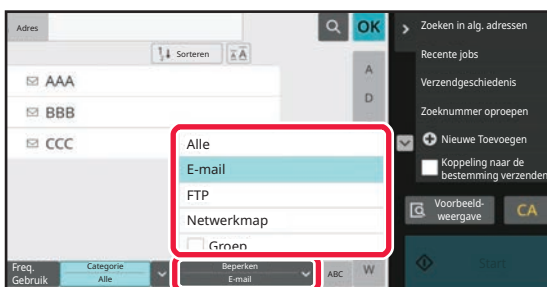 Adres
OK
Sorteren
AAA
BBB
CCC
A
D
W
Alle
E-mail
FTP
Netwerkmap
Groep
Freq.
Gebruik
Categorie
Alle
Beperken
E-mail
ABC
Zoeken in alg. adressen
Recente jobs
Verzendgeschiedenis
Zoeknummer oproepen
Nieuwe Toevoegen
Koppeling naar de
bestemming verzenden
Voorbeeld-
weergave
CA
Start